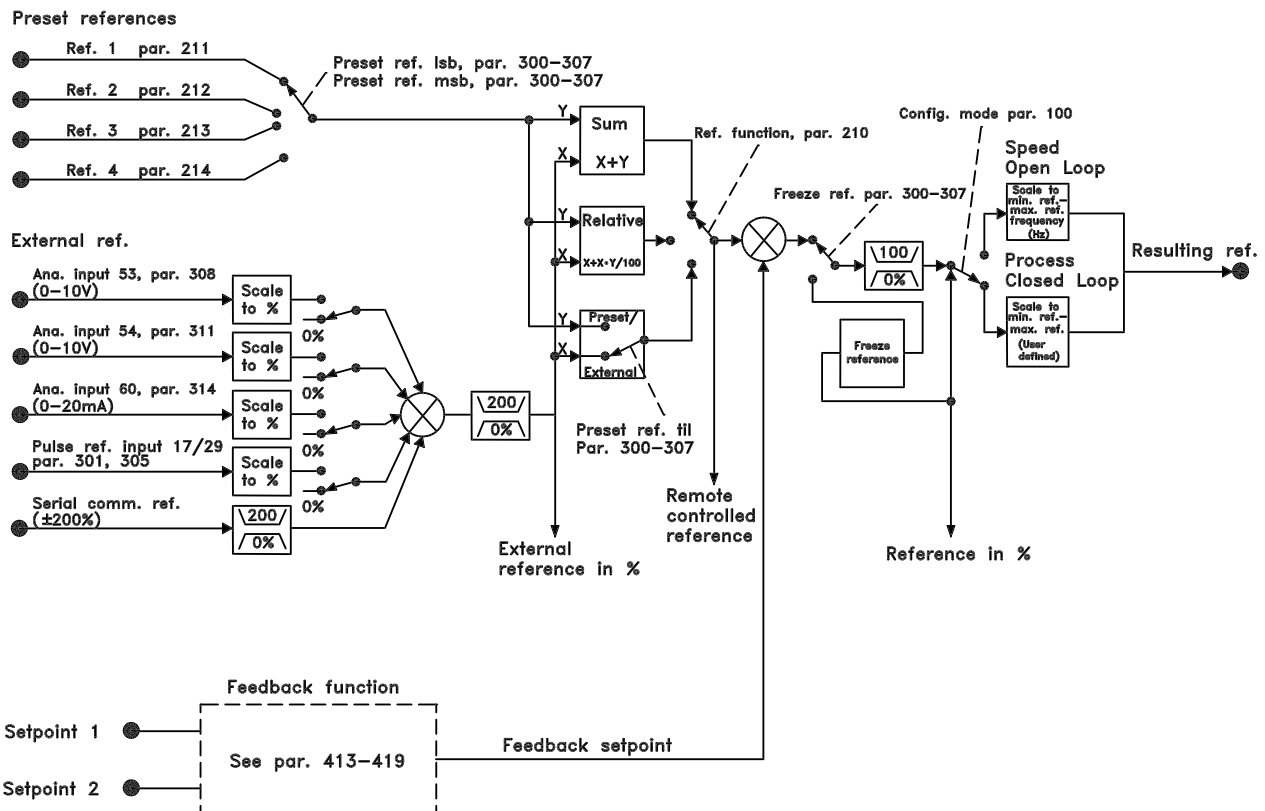 Preset references
Ref. 1 par. 211
Ref. 2 par. 212
Ref. 3 par. 213
Ref. 4 par. 214
Preset ref. lsb, par. 300-307
Preset ref. msb, par. 300-307
Y
Sum
X
X+Y
Y
Relative
X
X+X*Y/100
Y
Preset/
X
External
Preset ref. til
Par. 300-307
Ref. function, par. 210
Freeze ref. par. 300-307
Config. mode par. 100
100
0%
Freeze
reference
Speed
Open Loop
Scale to
min. ref.-
max. ref.
frequency
(Hz)
Process
Closed Loop
Scale to
min. ref.-
max. ref.
(User
defined)
Resulting ref.
External ref.
Ana. input 53, par. 308
(0-10V)
Scale
to %
0%
Ana. input 54, par. 311
(0-10V)
Scale
to %
0%
Ana. input 60, par. 314
(0-20mA)
Scale
to %
0%
Pulse ref. input 17/29
par. 301, 305
Scale
to %
0%
Serial comm. ref.
(±200%)
200
0%
200
0%
External
reference in %
Remote
controlled
reference
Reference in %
Feedback function
Setpoint 1
See par. 413-419
Setpoint 2
Feedback setpoint